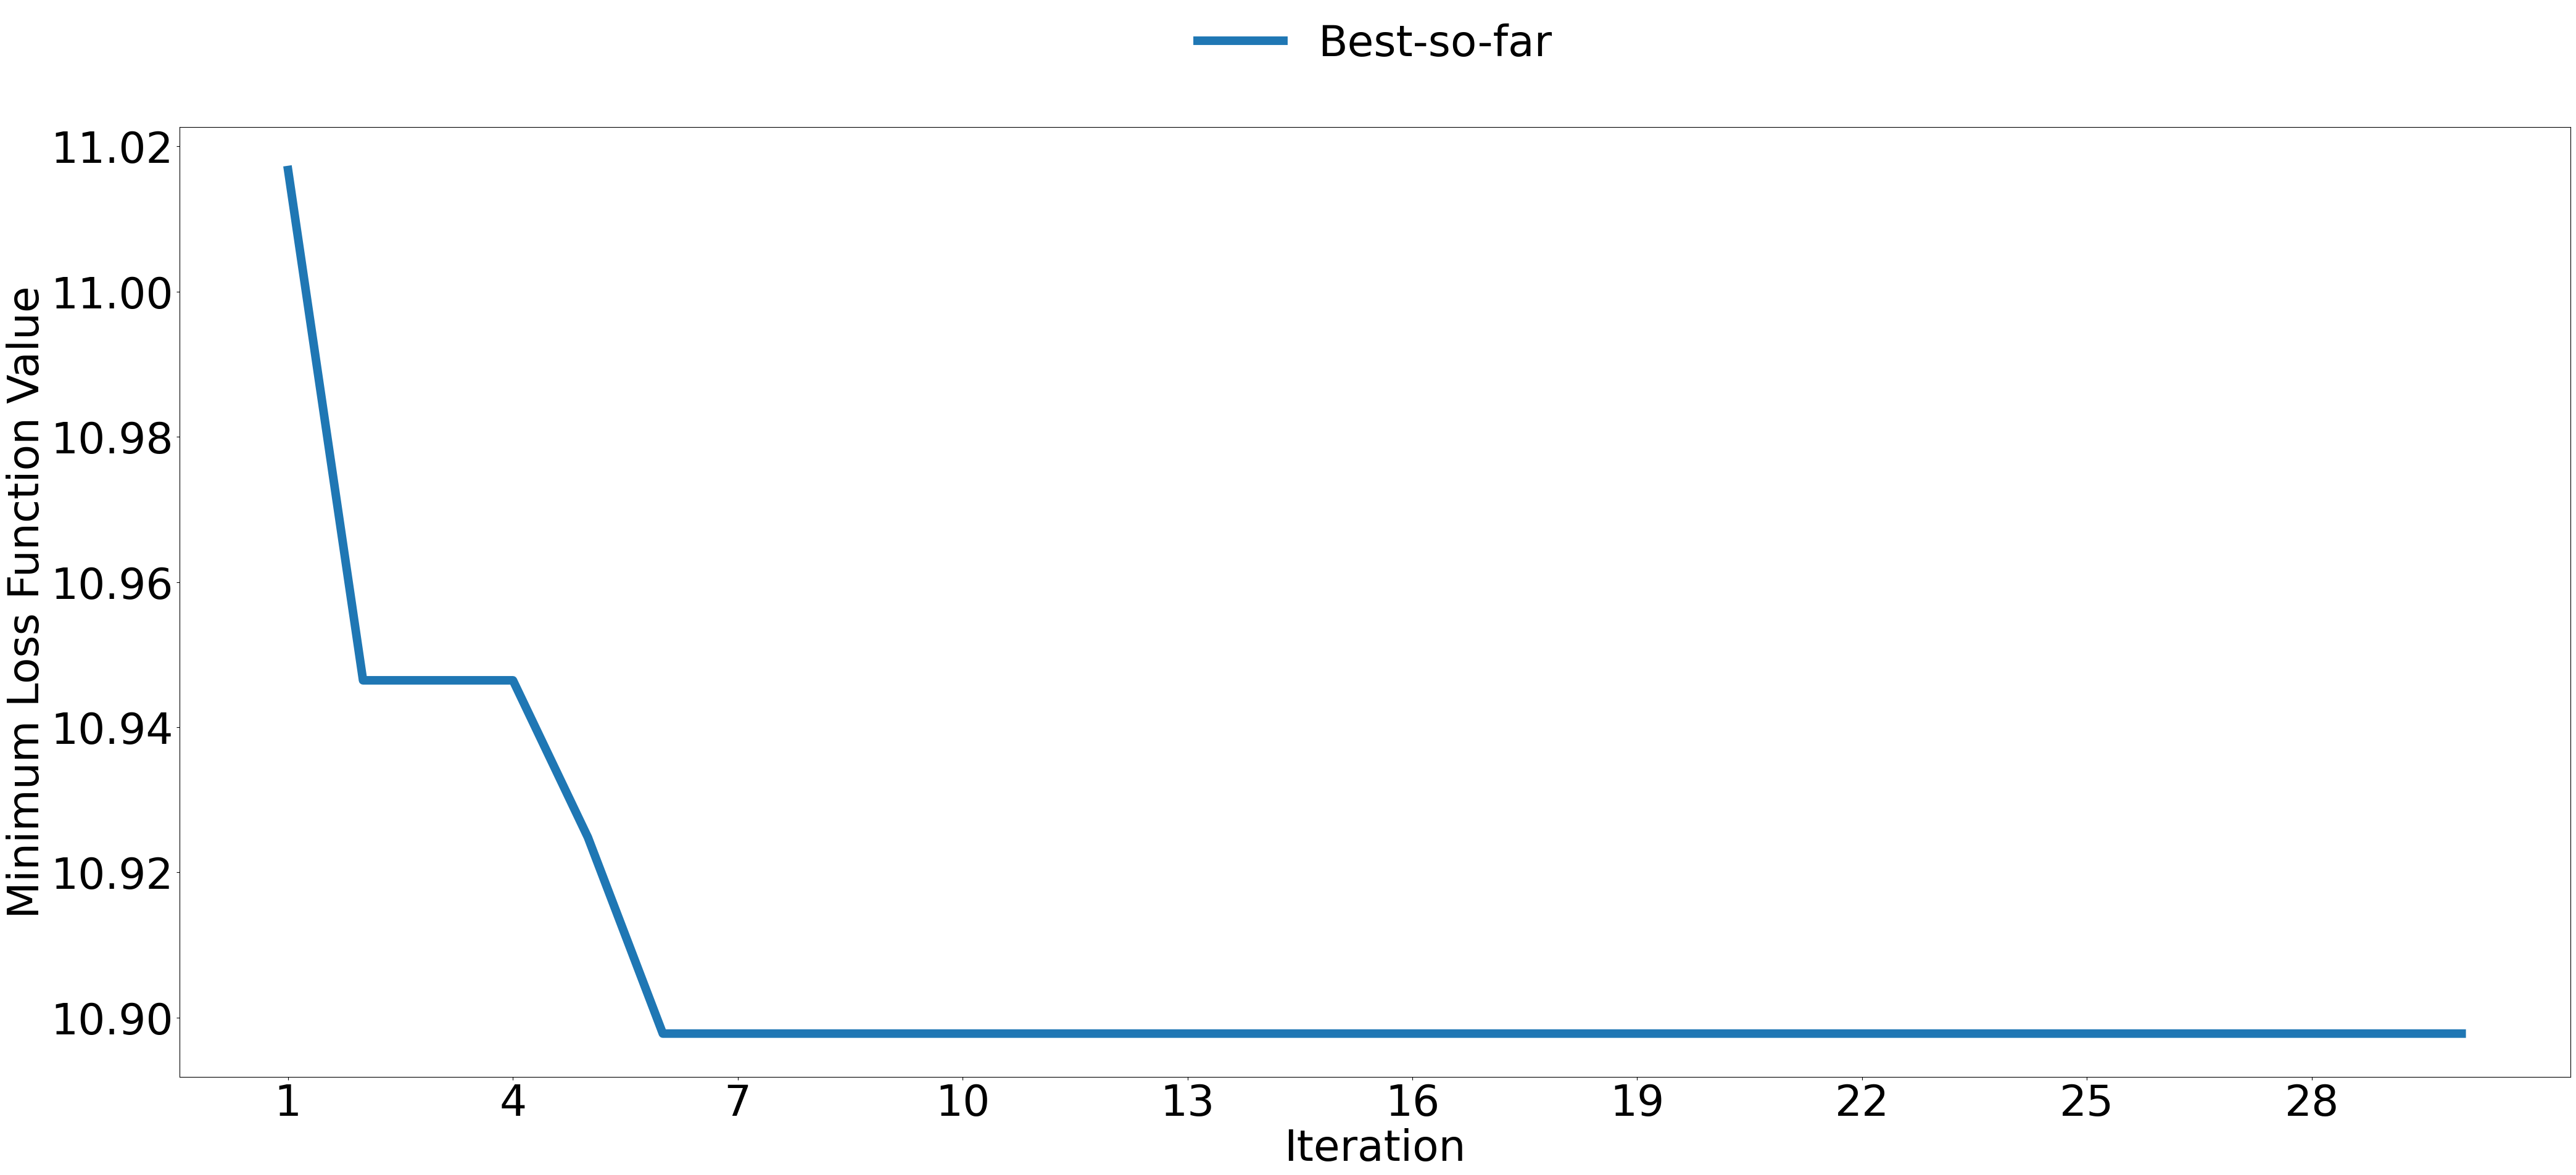 Best-so-far
Minimum Loss Function Value
11.02
11.00
10.98
10.96
10.94
10.92
10.90
1 4 7 10 13 16 19 22 25 28
Iteration